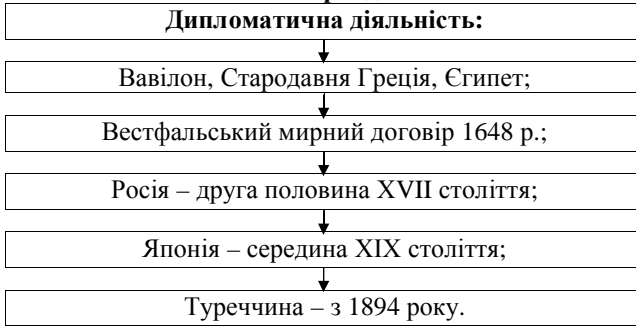 Дипломатична діяльність:
Вавілон, Стародавня Греція, Єгипет;
Вестфальський мирний договір 1648 р.;
Росія – друга половина XVII століття;
Японія – середина XIX століття;
Туреччина – з 1894 року.